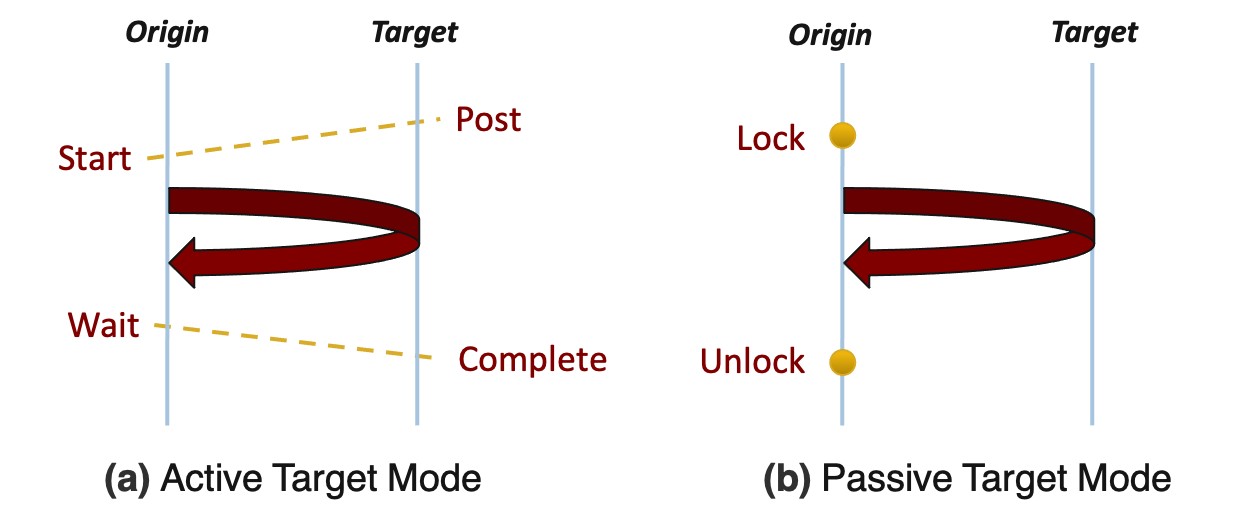 Origin
Target
Post
Start
Wait
Complete
(a) Active Target Mode
Origin
Target
Lock
Unlock
(b) Passive Target Mode